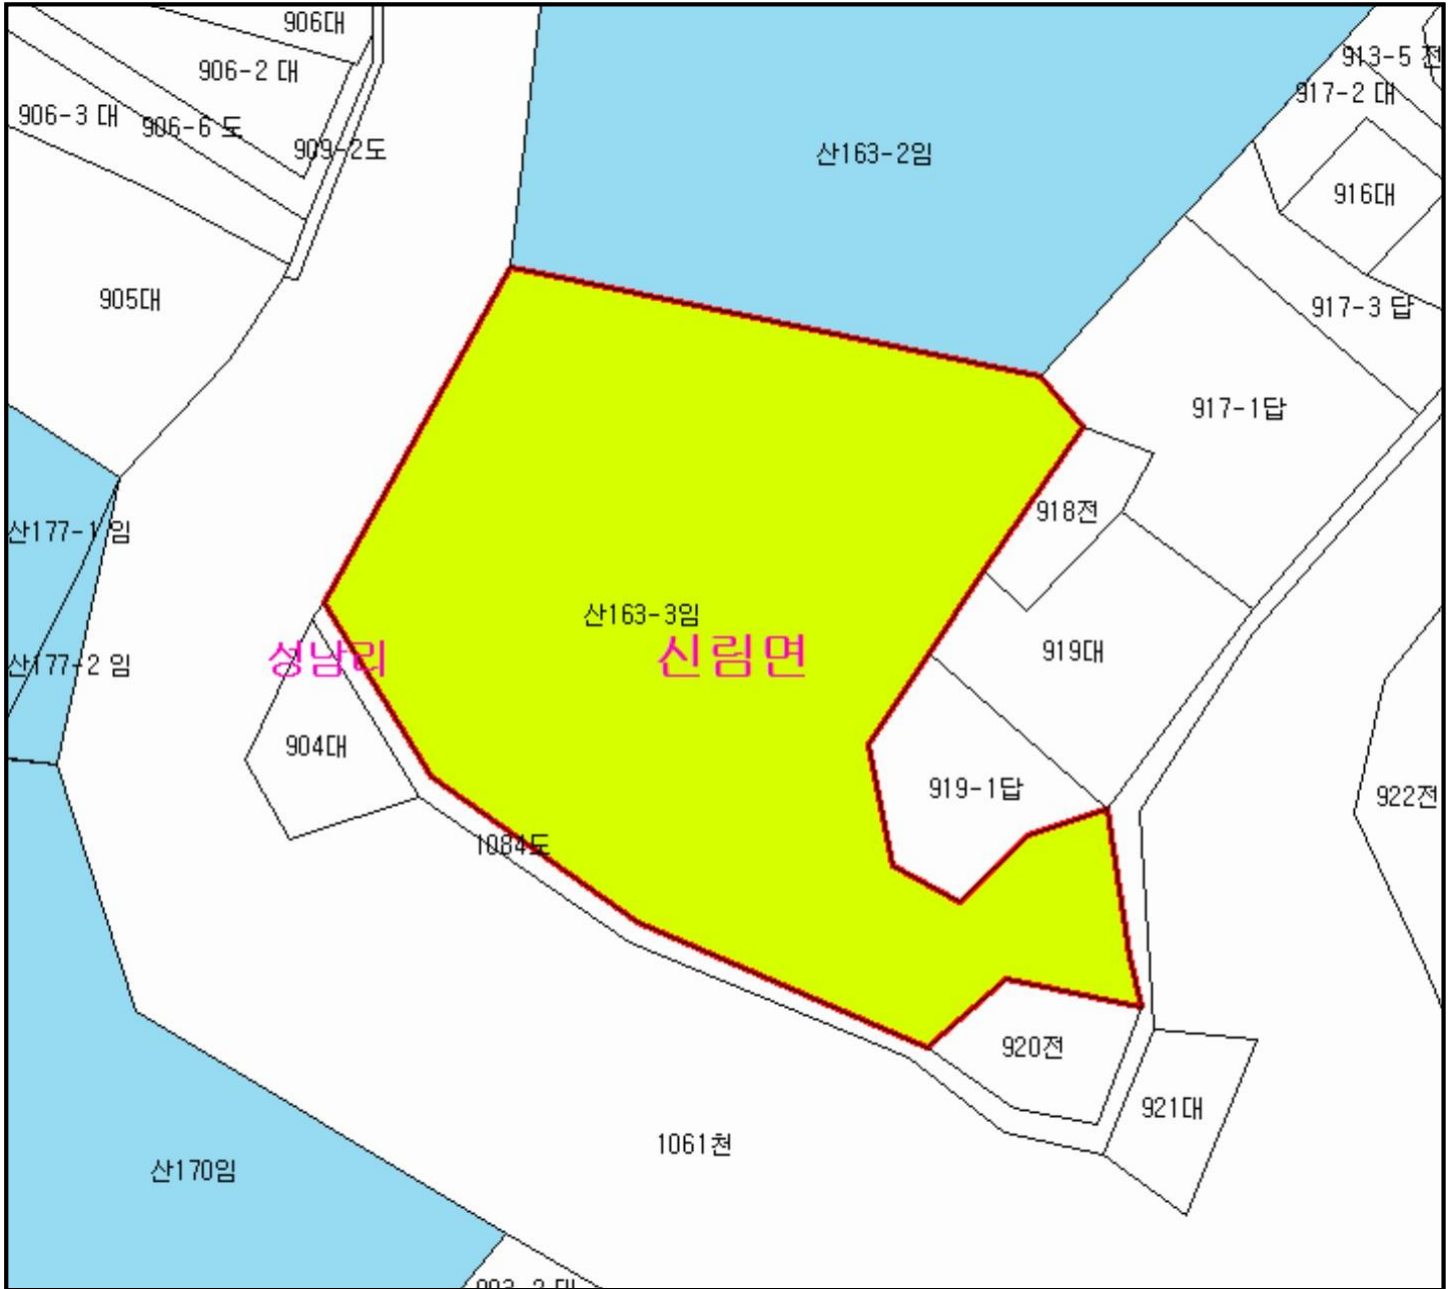 906대
906-2 대
906-3 대
906-6 도
909-2도
913-5 전
917-2 대
산163-2임
916대
905대
917-3 답
917-1답
918전
산177-1 임
산163-3임
신림면
성남리
919대
산177-2 임
904대
919-1답
922전
1084도
920전
921대
1061천
산170임